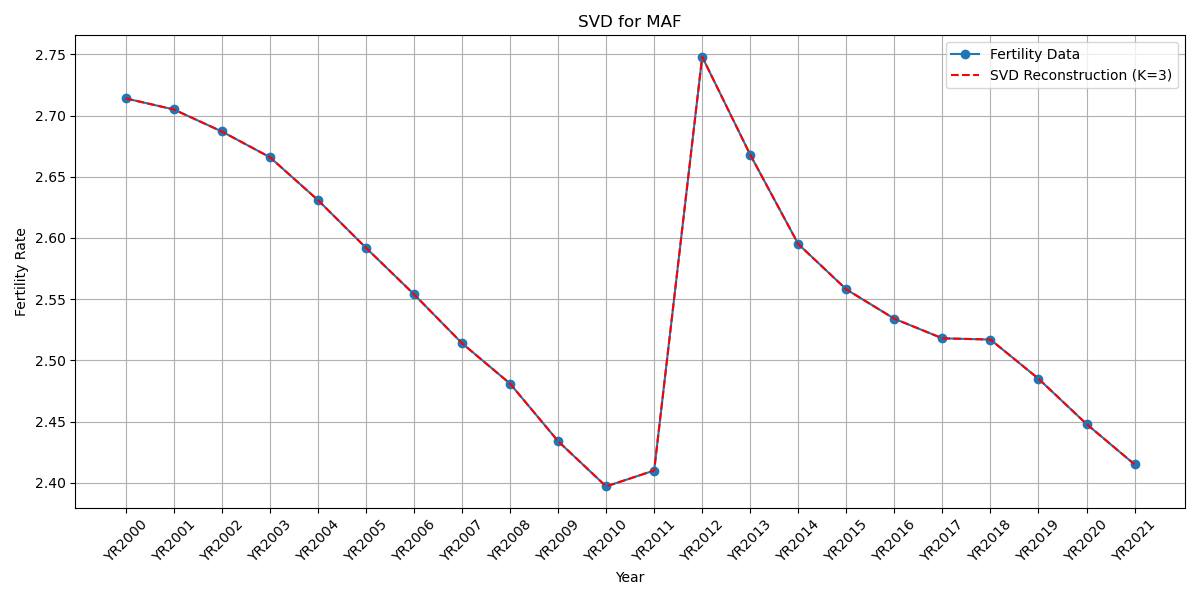 SVD for MAF
Fertility Data
SVD Reconstruction (K=3)
Fertility Rate
2.75
2.70
2.65
2.60
2.55
2.50
2.45
2.40
YR2000
YR2001
YR2002
YR2003
YR2004
YR2005
YR2006
YR2007
YR2008
YR2009
YR2010
YR2011
YR2012
YR2013
YR2014
YR2015
YR2016
YR2017
YR2018
YR2019
YR2020
YR2021
Year